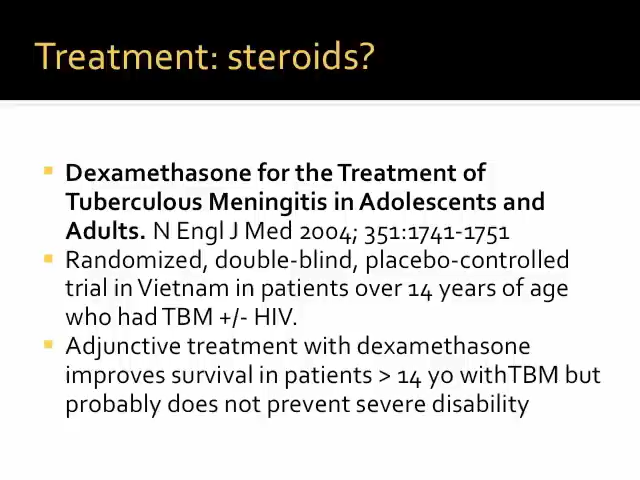 Treatment: steroids?
Dexamethasone for the Treatment of
Tuberculous Meningitis in Adolescents and
Adults. N Engl J Med 2004; 351:1741-1751
Randomized, double-blind, placebo-controlled
trial in Vietnam in patients over 14 years of age
who had TBM +/- HIV.
Adjunctive treatment with dexamethasone
improves survival in patients > 14 yo withTBM but
probably does not prevent severe disability